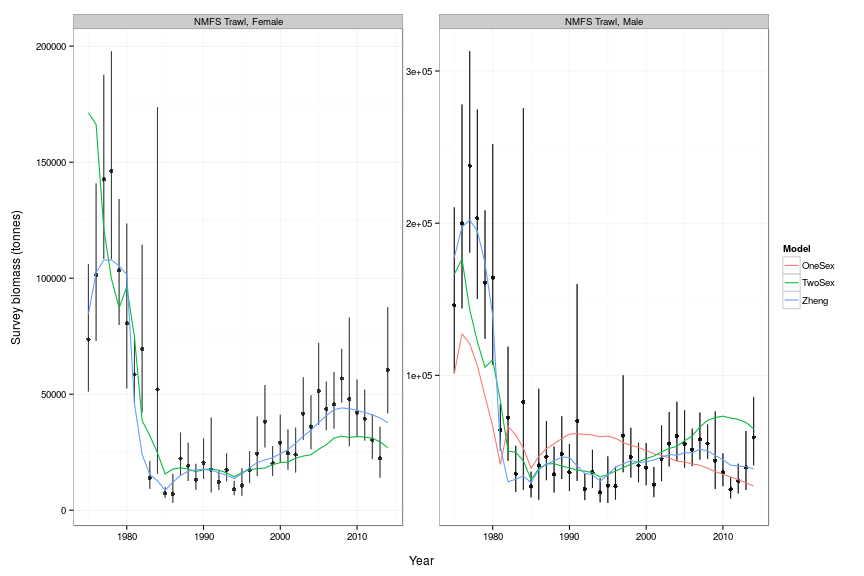 NMFS Trawl, Female
NMFS Trawl, Male
200000
150000
100000
50000
0
3e+05
2e+05
1e+05
1980
1990
2000
2010
1980
1990
2000
2010
Survey biomass (tonnes)
Year
Model
OneSex
TwoSex
Zheng